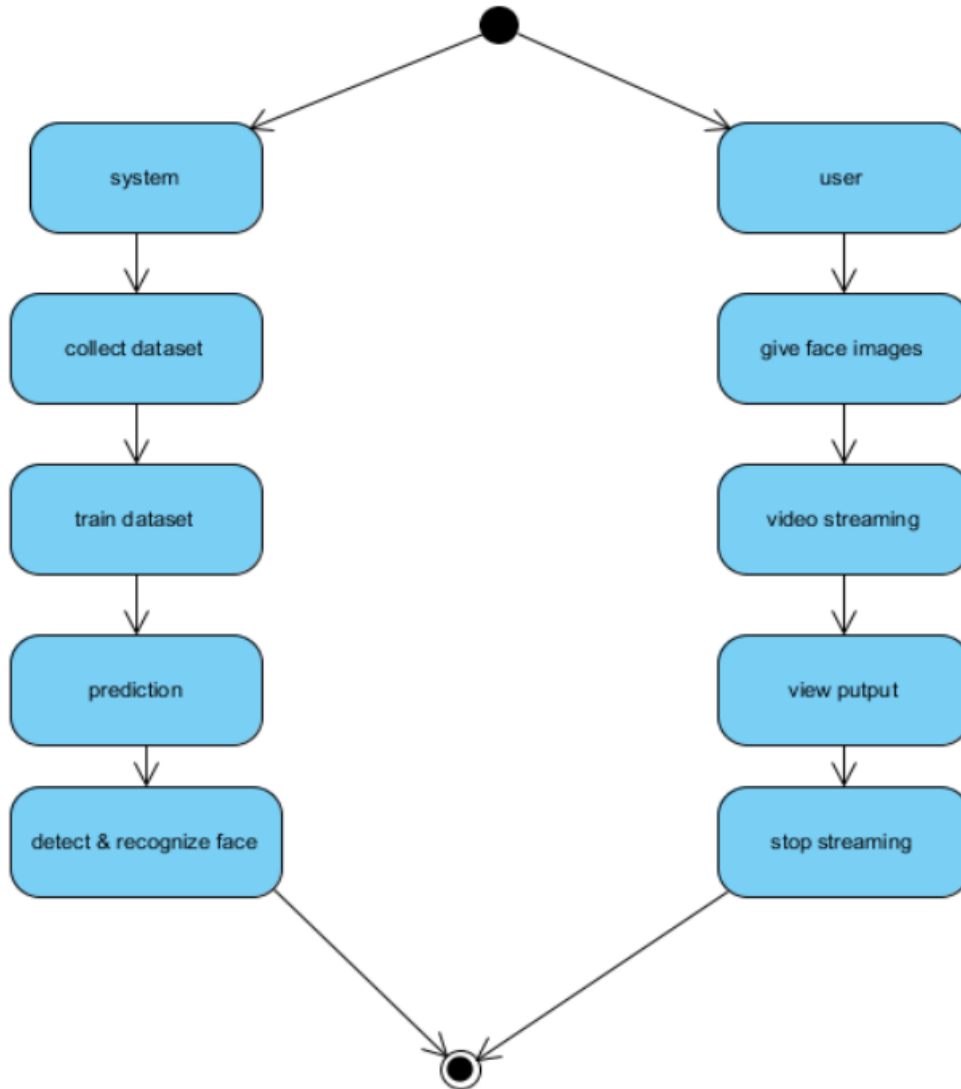 system
user
collect dataset
give face images
train dataset
video streaming
prediction
view putput
detect & recognize face
stop streaming